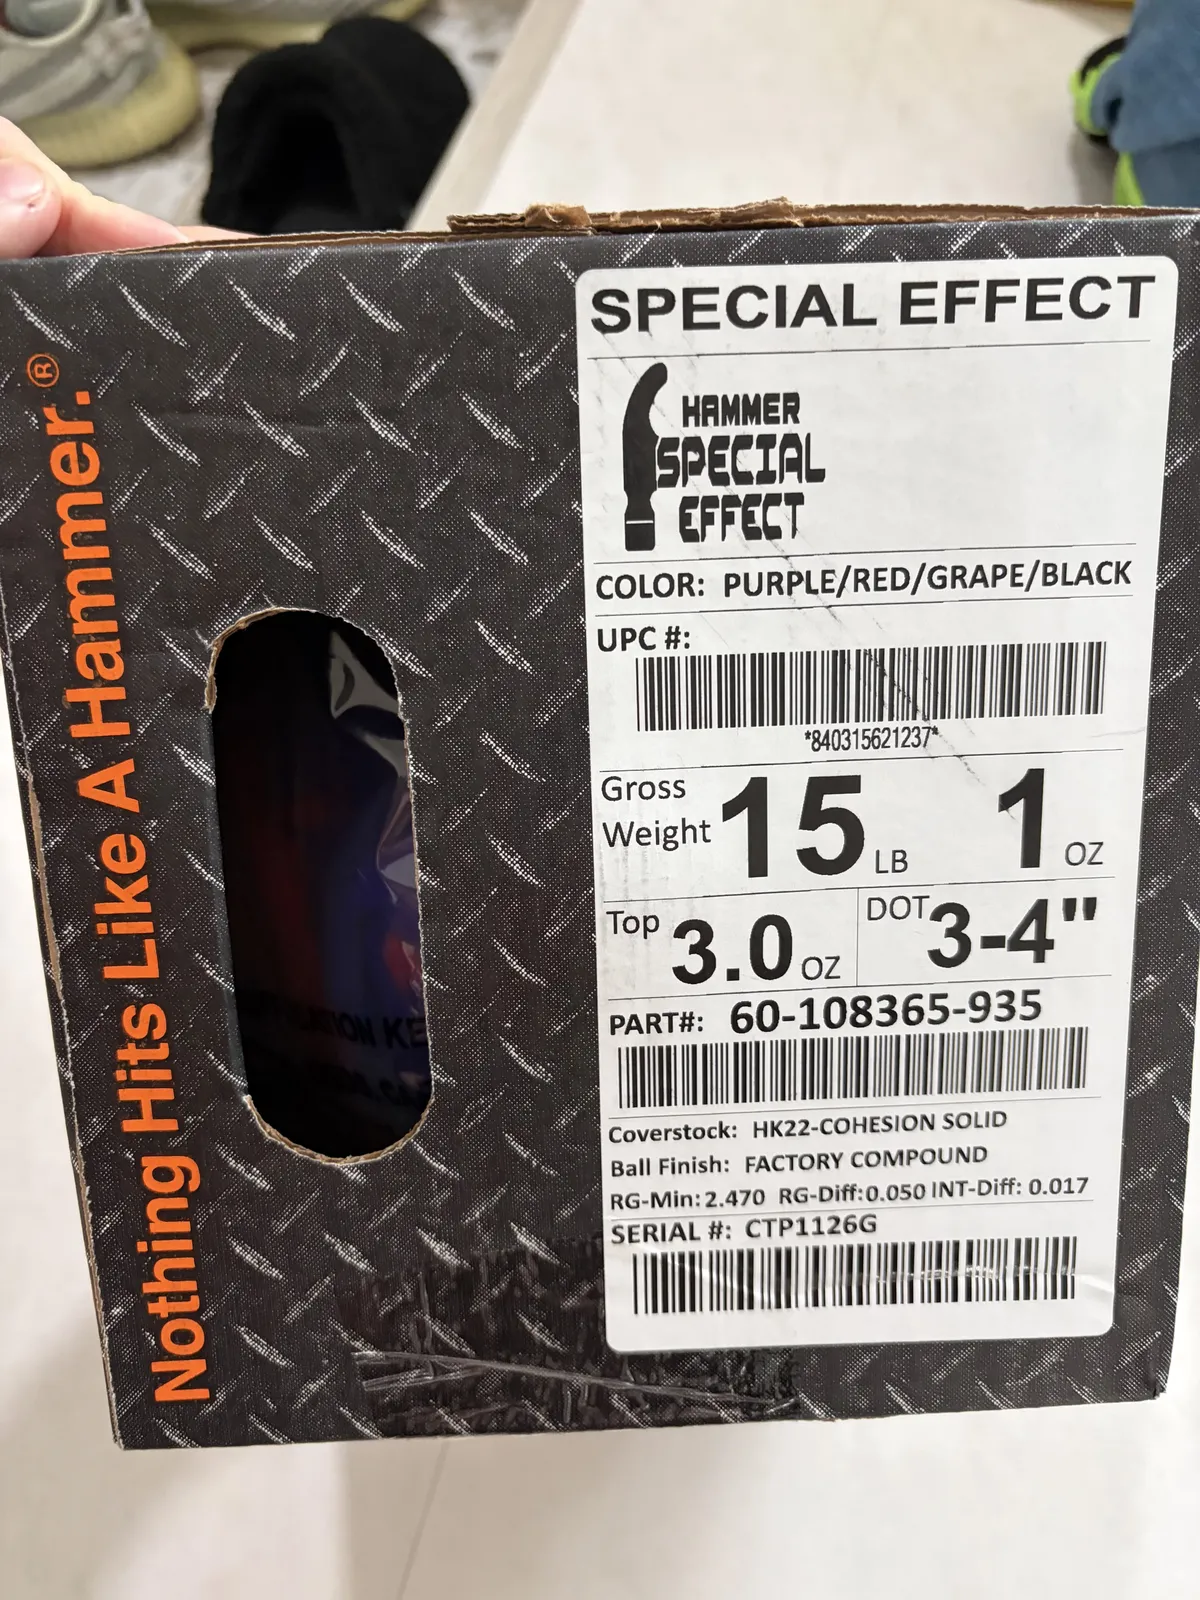 Nothing Hits Like A Hammer.®
SPECIAL EFFECT
HAMMER
SPECIAL
EFFECT
COLOR: PURPLE/RED/GRAPE/BLACK
UPC #:
*840315621237*
Gross Weight 15 LB 1 OZ
Top 3.0 OZ DOT 3-4"
PART#: 60-108365-935
Coverstock: HK22-COHESION SOLID
Ball Finish: FACTORY COMPOUND
RG-Min: 2.470 RG-Diff: 0.050 INT-Diff: 0.017
SERIAL #: CTP1126G